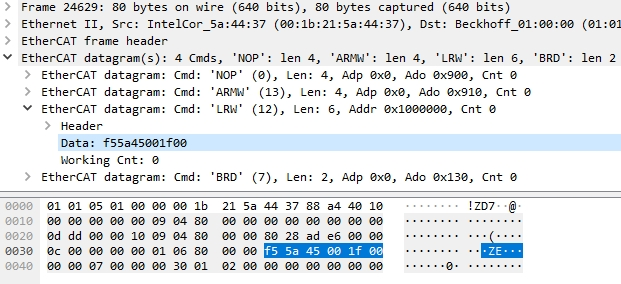 Frame 24629: 80 bytes on wire (640 bits), 80 bytes captured (640 bits)
Ethernet II, Src: IntelCor_5a:44:37 (00:1b:21:5a:44:37), Dst: Beckhoff_01:00:00 (01:01
EtherCAT frame header
EtherCAT datagram(s): 4 Cmds, 'NOP': len 4, 'ARMW': len 4, 'LRW': len 6, 'BRD': len 2
EtherCAT datagram: Cmd: 'NOP' (0), Len: 4, Adp 0x0, Ado 0x900, Cnt 0
EtherCAT datagram: Cmd: 'ARMW' (13), Len: 4, Adp 0x0, Ado 0x910, Cnt 0
EtherCAT datagram: Cmd: 'LRW' (12), Len: 6, Addr 0x1000000, Cnt 0
Header
Data: f55a45001f00
Working Cnt: 0
EtherCAT datagram: Cmd: 'BRD' (7), Len: 2, Adp 0x0, Ado 0x130, Cnt 0
0000 01 01 05 01 00 00 00 1b 21 5a 44 37 88 a4 40 10 ········ !ZD7··@·
0010 00 00 00 00 00 09 04 80 00 00 00 00 00 00 00 00 ········ ········
0020 0d dd 00 00 10 09 04 80 00 00 80 28 ad e6 00 00 ········ ···(····
0030 0c 00 00 00 00 01 06 80 00 00 f5 5a 45 00 1f 00 ········ ···ZE···
0040 00 00 07 00 00 00 30 01 02 00 00 00 00 00 00 00 ······0· ········